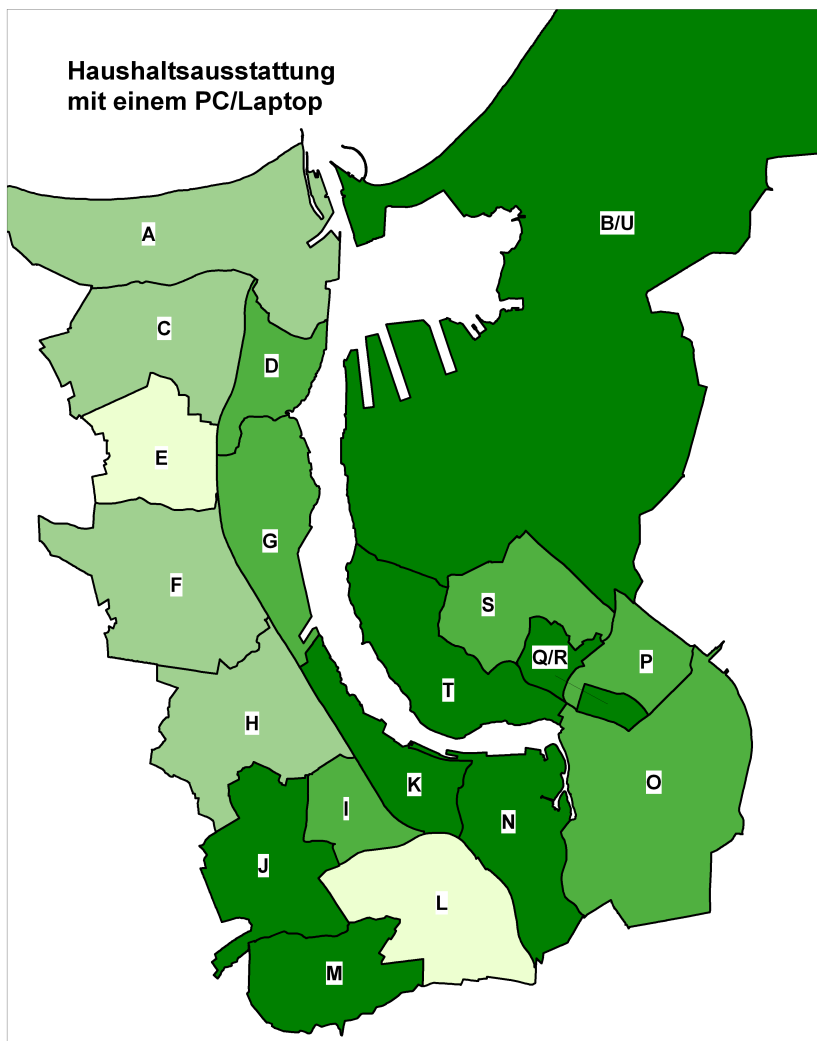 Haushaltsausstattung
mit einem PC/Laptop
A
B/U
C
D
E
G
F
S
Q/R
P
T
H
K
O
I
N
J
L
M